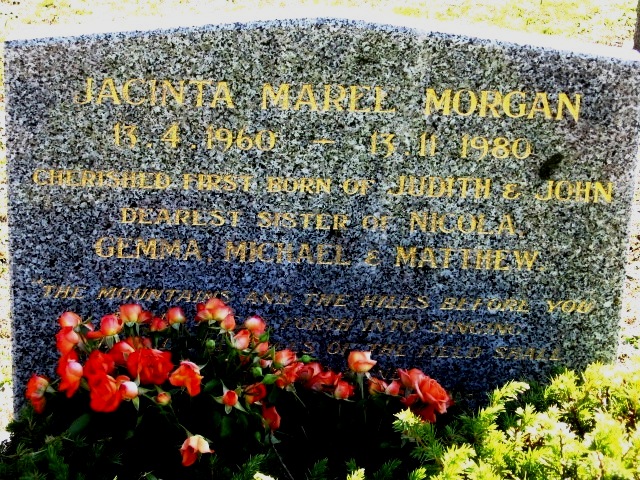 JACINTA MAREL MORGAN
13.4.1960 – 13.11.1980
CHERISHED FIRST BORN OF JUDITH & JOHN
DEAREST SISTER OF NICOLA,
GEMMA, MICHAEL & MATTHEW.
"THE MOUNTAINS AND THE HILLS BEFORE YOU
FORTH INTO SINGING
OF THE FIELD SHALL